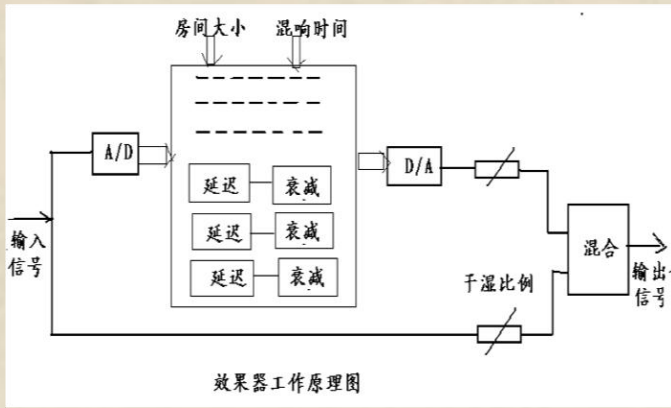 房间大小 混响时间
A/D
D/A
延迟 衰减
延迟 衰减
延迟 衰减
输入
信号
混合
输出
信号
干湿比例
效果器工作原理图